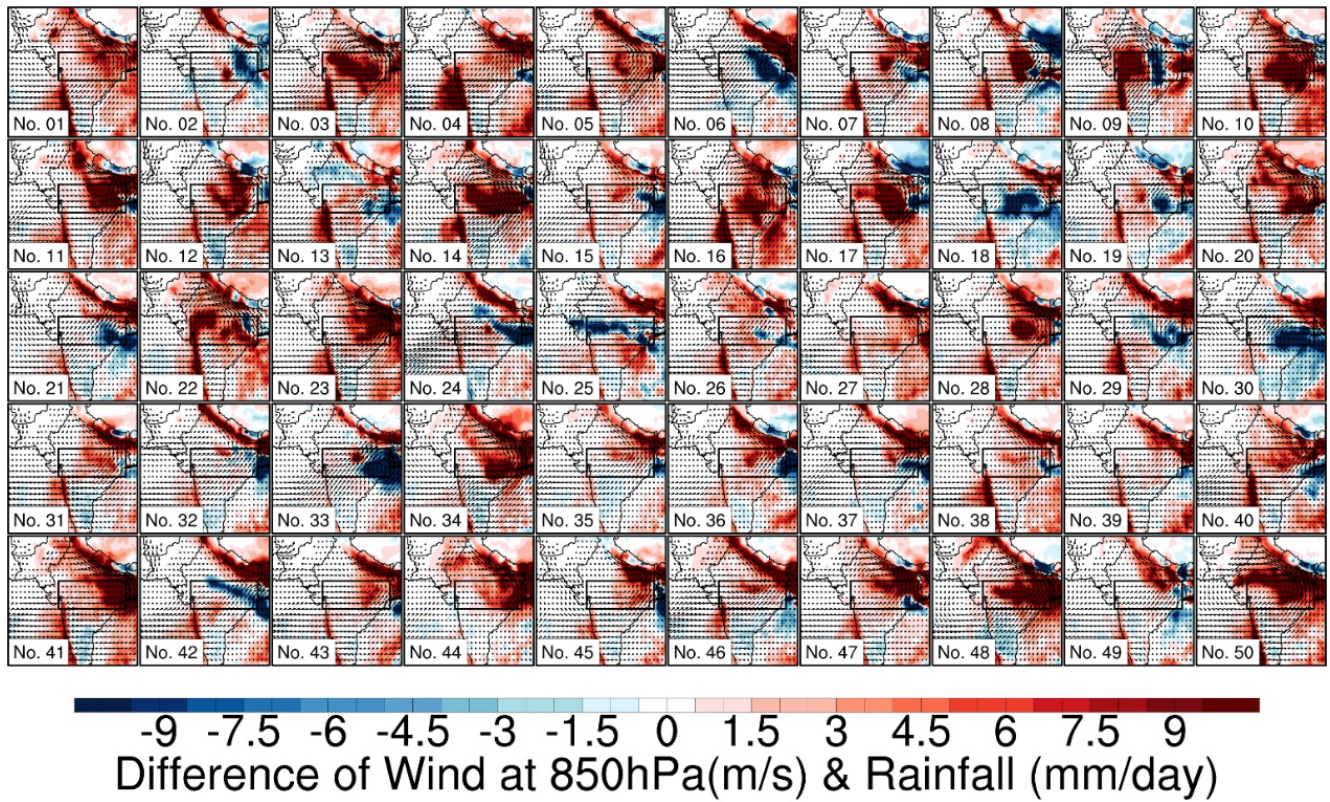 No. 01 No. 02 No. 03 No. 04 No. 05 No. 06 No. 07 No. 08 No. 09 No. 10
No. 11 No. 12 No. 13 No. 14 No. 15 No. 16 No. 17 No. 18 No. 19 No. 20
No. 21 No. 22 No. 23 No. 24 No. 25 No. 26 No. 27 No. 28 No. 29 No. 30
No. 31 No. 32 No. 33 No. 34 No. 35 No. 36 No. 37 No. 38 No. 39 No. 40
No. 41 No. 42 No. 43 No. 44 No. 45 No. 46 No. 47 No. 48 No. 49 No. 50
-9 -7.5 -6 -4.5 -3 -1.5 0 1.5 3 4.5 6 7.5 9
Difference of Wind at 850hPa(m/s) & Rainfall (mm/day)